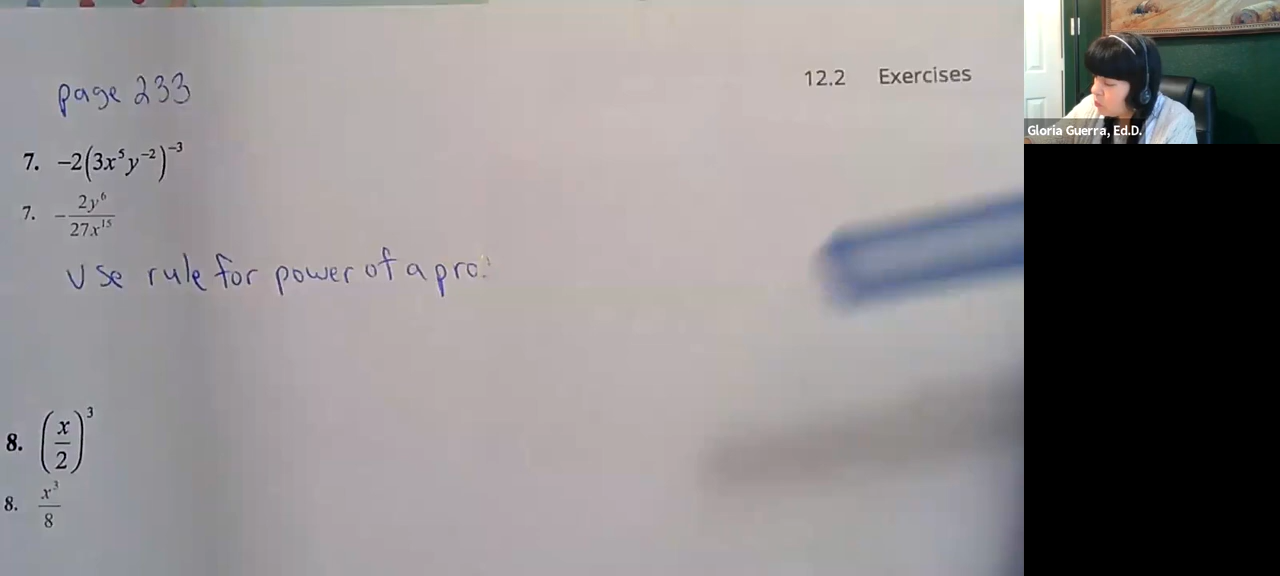 page 233
12.2 Exercises
Gloria Guerra, Ed.D.
7. −2(3x⁵y⁻²)⁻³
7. −2y⁶/27x¹⁵
Use rule for power of a pro
8. (x/2)³
8. x³/8